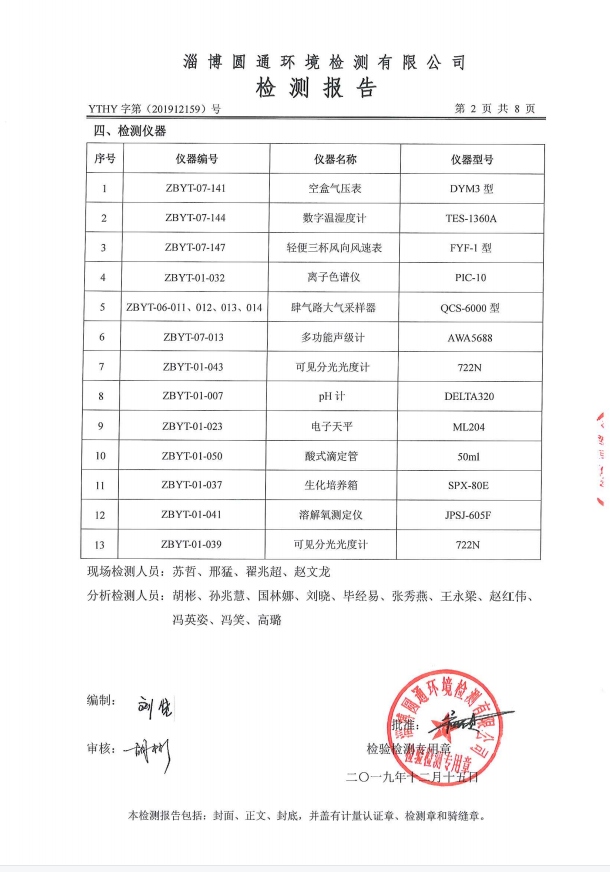 淄博圆通环境检测有限公司
检测报告
YTHY 字第（201912159）号 第 2 页 共 8 页
四、检测仪器
序号 仪器编号 仪器名称 仪器型号
1 ZBYT-07-141 空盒气压表 DYM3 型
2 ZBYT-07-144 数字温湿度计 TES-1360A
3 ZBYT-07-147 轻便三杯风向风速表 FYF-1 型
4 ZBYT-01-032 离子色谱仪 PIC-10
5 ZBYT-06-011、012、013、014 肆气路大气采样器 QCS-6000 型
6 ZBYT-07-013 多功能声级计 AWA5688
7 ZBYT-01-043 可见分光光度计 722N
8 ZBYT-01-007 pH 计 DELTA320
9 ZBYT-01-023 电子天平 ML204
10 ZBYT-01-050 酸式滴定管 50ml
11 ZBYT-01-037 生化培养箱 SPX-80E
12 ZBYT-01-041 溶解氧测定仪 JPSJ-605F
13 ZBYT-01-039 可见分光光度计 722N
现场检测人员：苏哲、邢猛、翟兆超、赵文龙
分析检测人员：胡彬、孙兆慧、国林娜、刘晓、毕经易、张秀燕、王永梁、赵红伟、
冯英姿、冯笑、高璐
编制：
批准：
淄博圆通环境检测有限公司
检验检测专用章
审核：胡彬
检验检测专用章
二〇一九年十二月十五日
本检测报告包括：封面、正文、封底，并盖有计量认证章、检测章和骑缝章。